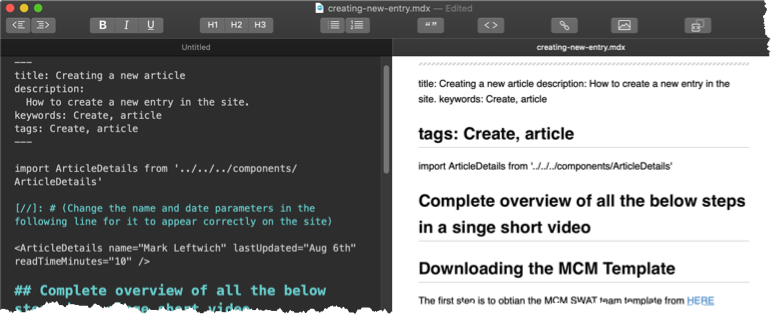 creating-new-entry.mdx — Edited
B I U H1 H2 H3
Untitled
creating-new-entry.mdx
---
title: Creating a new article
description:
How to create a new entry in the site.
keywords: Create, article
tags: Create, article
---
import ArticleDetails from '../../../components/
ArticleDetails'
[//]: # (Change the name and date parameters in the
following line for it to appear correctly on the site)
<ArticleDetails name="Mark Leftwich" lastUpdated="Aug 6th"
readTimeMinutes="10" />
## Complete overview of all the below
short video
title: Creating a new article description: How to create a new entry in the
site. keywords: Create, article
tags: Create, article
import ArticleDetails from '../../../components/ArticleDetails'
Complete overview of all the below steps
in a singe short video
Downloading the MCM Template
The first step is to obtian the MCM SWAT team template from HERE